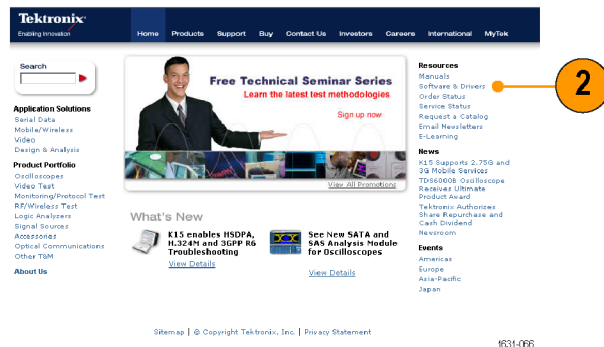 Tektronix
Enabling Innovation
Home Products Support Buy Contact Us Investors Careers International MyTek
Search
Application Solutions
Serial Data
Mobile/Wireless
Video
Design & Analysis
Product Portfolio
Oscilloscopes
Video Test
Monitoring/Protocol Test
RF/Wireless Test
Logic Analyzers
Signal Sources
Accessories
Optical Communications
Other T&M
About Us
Free Technical Seminar Series
Learn the latest test methodologies
Sign up now
View All Promotions
What's New
K15 enables HSDPA,
H.324M and 3GPP R6
Troubleshooting
View Details
See New SATA and
SAS Analysis Module
for Oscilloscopes
View Details
Resources
Manuals
Software & Drivers
Order Status
Service Status
Request a Catalog
Email Newsletters
E-Learning
News
K15 Supports 2.75G and
3G Mobile Services
TDS6000B Oscilloscope
Receives Ultimate
Product Award
Tektronix Authorizes
Share Repurchase and
Cash Dividend
Newsroom
Events
Americas
Europe
Asia-Pacific
Japan
2
Sitemap | © Copyright Tektronix, Inc. | Privacy Statement
1631-066